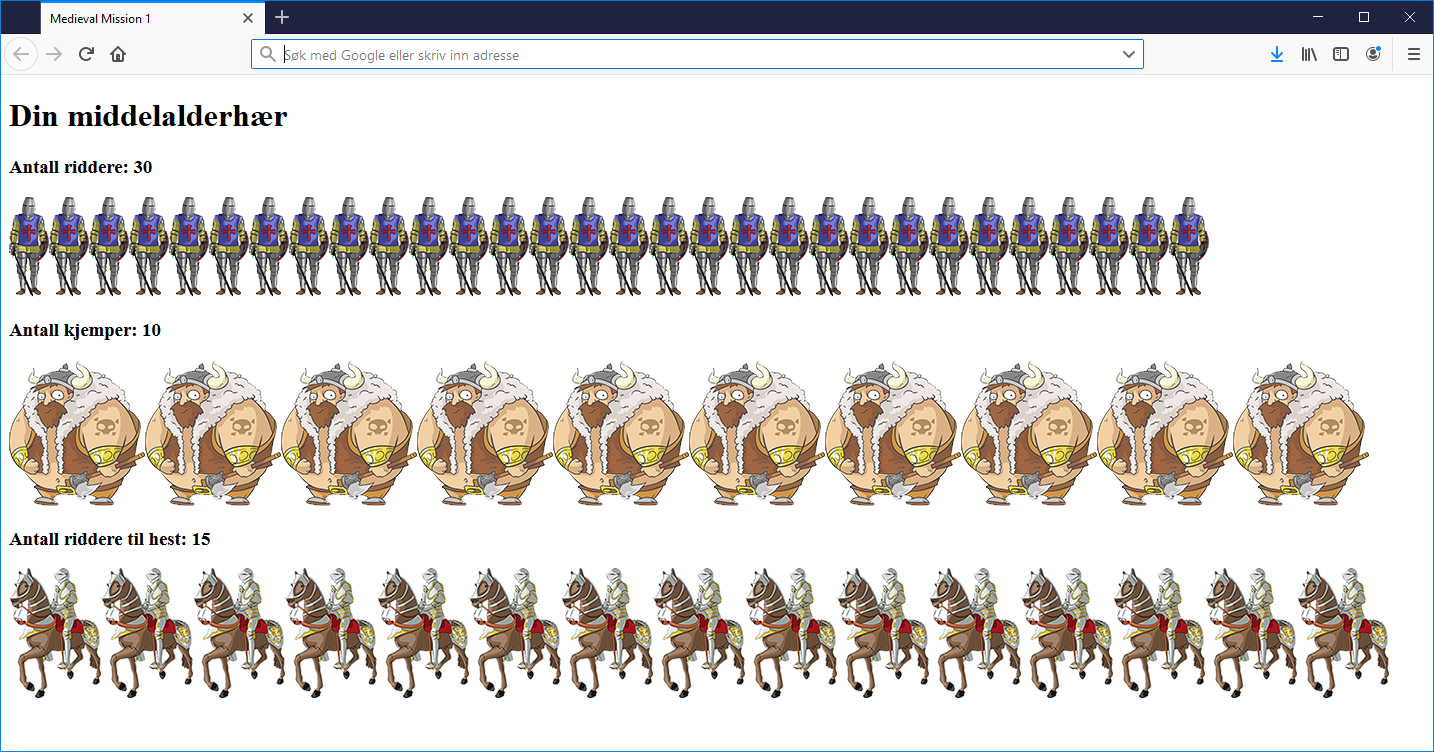 Medieval Mission 1
Søk med Google eller skriv inn adresse
Din middelalderhær
Antall riddere: 30
Antall kjemper: 10
Antall riddere til hest: 15